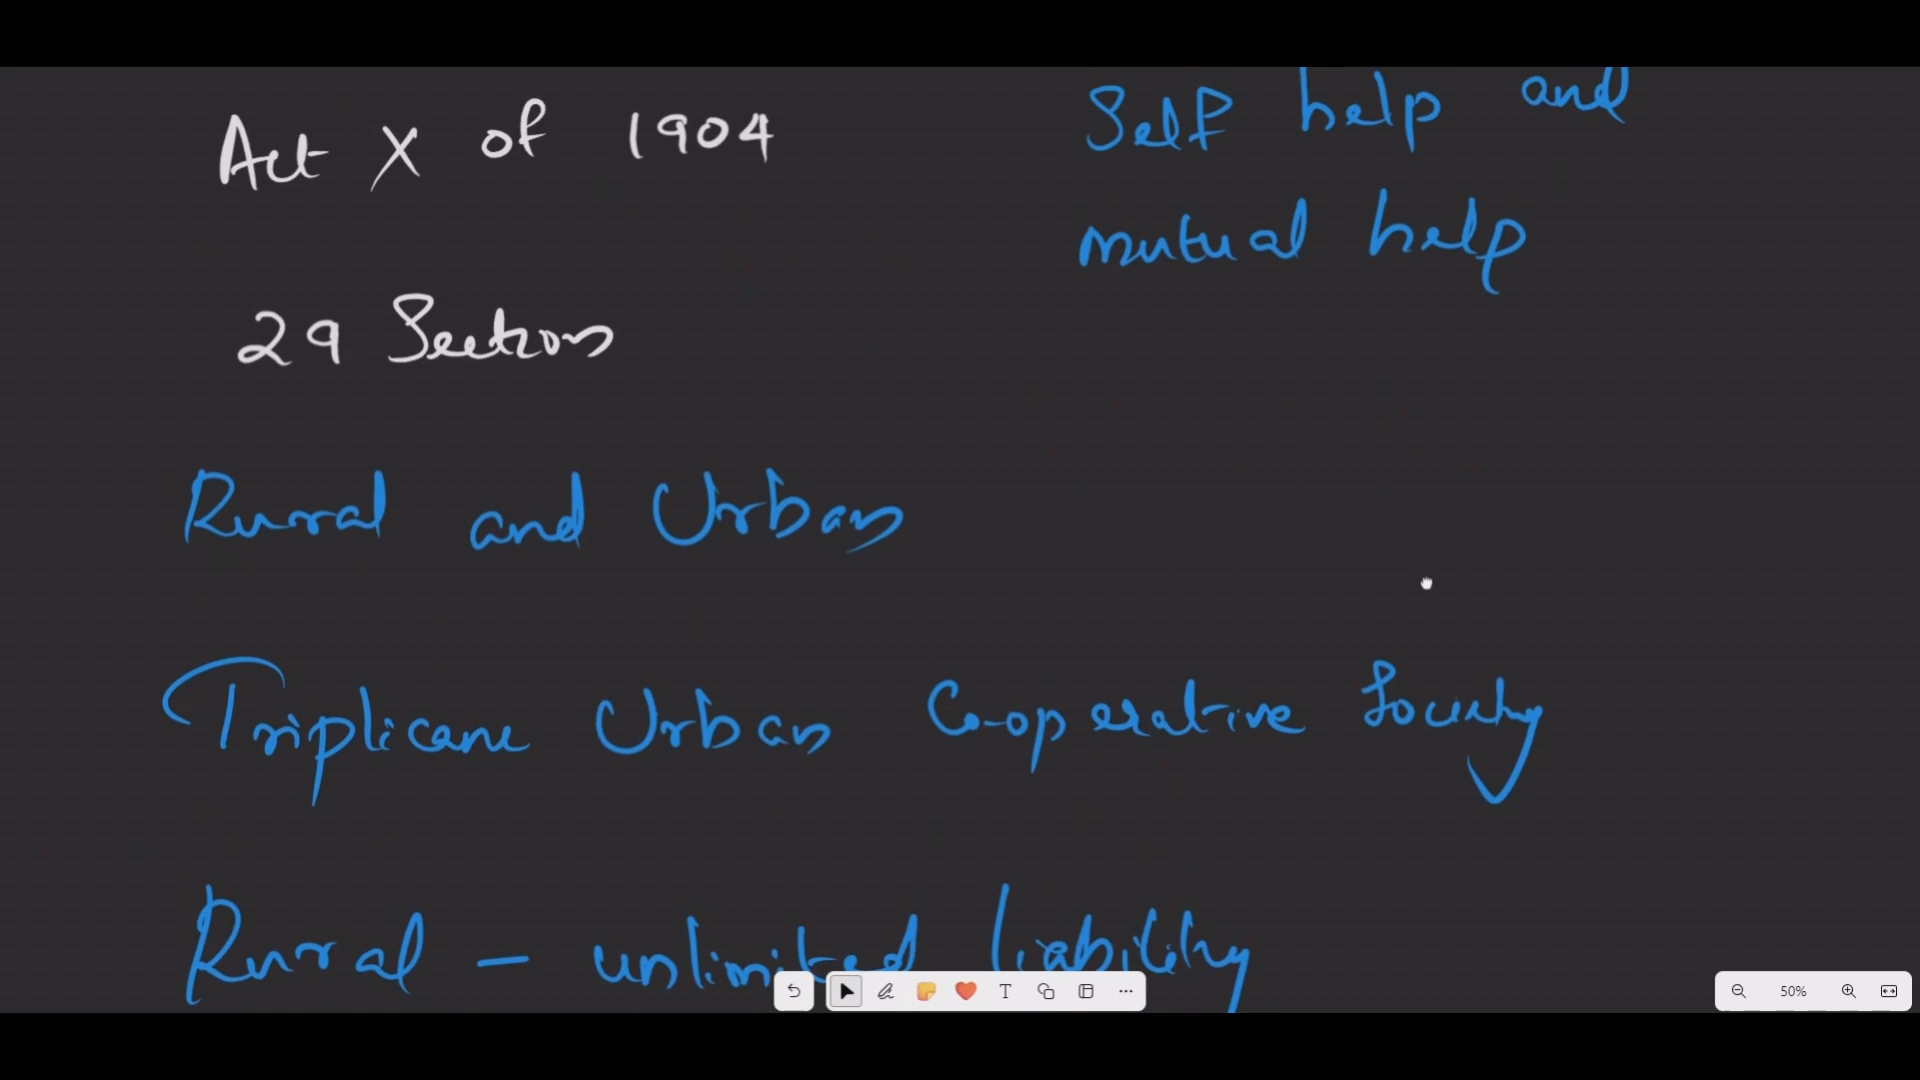 Act X of 1904
Self help and
mutual help
29 Sections
Rural and Urban
Triplicane Urban Co-operative Society
Rural - unlimited liability
50%